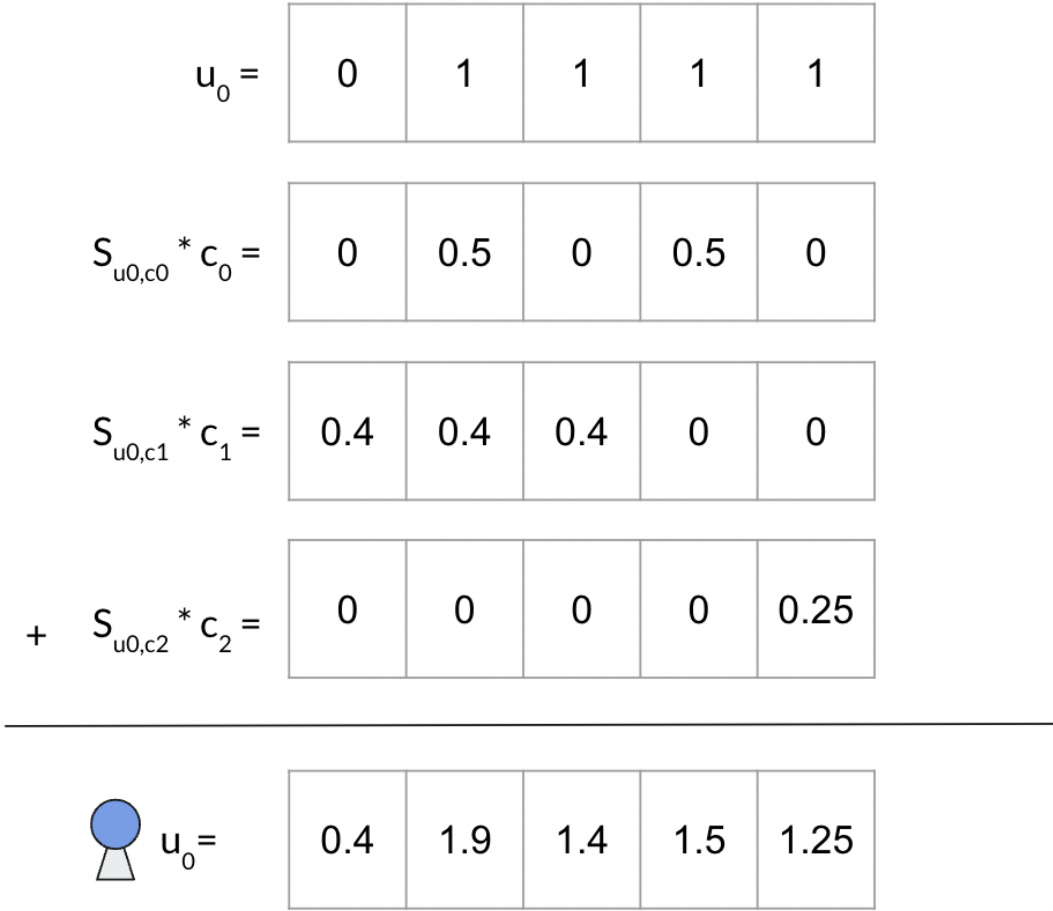 u0 = 0 1 1 1 1
Su0,c0 * c0 = 0 0.5 0 0.5 0
Su0,c1 * c1 = 0.4 0.4 0.4 0 0
+ Su0,c2 * c2 = 0 0 0 0 0.25
u0= 0.4 1.9 1.4 1.5 1.25